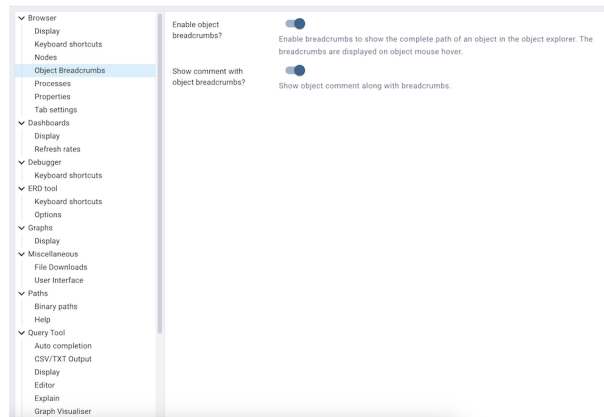 Browser
Display
Keyboard shortcuts
Nodes
Object Breadcrumbs
Processes
Properties
Tab settings
Dashboards
Display
Refresh rates
Debugger
Keyboard shortcuts
ERD tool
Keyboard shortcuts
Options
Graphs
Display
Miscellaneous
File Downloads
User Interface
Paths
Binary paths
Help
Query Tool
Auto completion
CSV/TXT Output
Display
Editor
Explain
Graph Visualiser
Enable object
breadcrumbs?
Enable breadcrumbs to show the complete path of an object in the object explorer. The
breadcrumbs are displayed on object mouse hover.
Show comment with
object breadcrumbs?
Show object comment along with breadcrumbs.